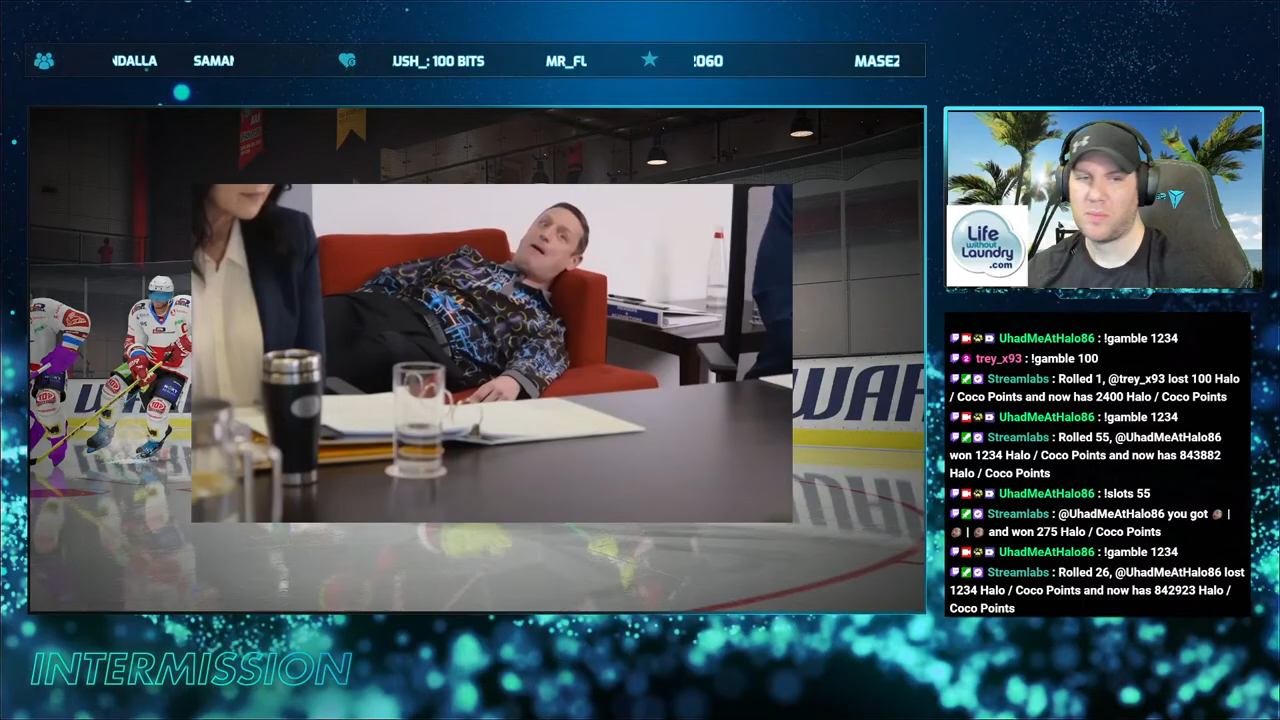 NDALLA SAMAN USH_: 100 BITS MR_FL 2060 MASEZ
WAR
Life
without
Laundry
.com
UhadMeAtHalo86 : !gamble 1234
trey_x93 : !gamble 100
Streamlabs : Rolled 1, @trey_x93 lost 100 Halo
/ Coco Points and now has 2400 Halo / Coco Points
UhadMeAtHalo86 : !gamble 1234
Streamlabs : Rolled 55, @UhadMeAtHalo86
won 1234 Halo / Coco Points and now has 843882
Halo / Coco Points
UhadMeAtHalo86 : !slots 55
Streamlabs : @UhadMeAtHalo86 you got | 
| and won 275 Halo / Coco Points
UhadMeAtHalo86 : !gamble 1234
Streamlabs : Rolled 26, @UhadMeAtHalo86 lost
1234 Halo / Coco Points and now has 842923 Halo /
Coco Points
INTERMISSION